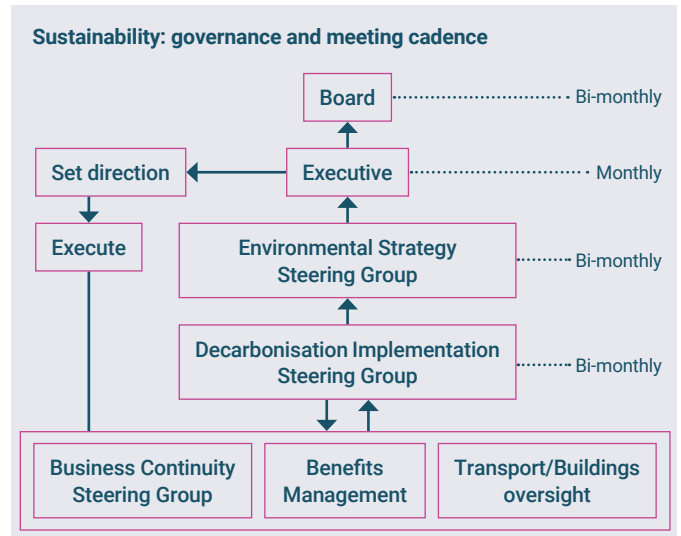 Sustainability: governance and meeting cadence
Board
Bi-monthly
Set direction
Executive
Monthly
Execute
Environmental Strategy
Steering Group
Bi-monthly
Decarbonisation Implementation
Steering Group
Bi-monthly
Business Continuity
Steering Group
Benefits
Management
Transport/Buildings
oversight